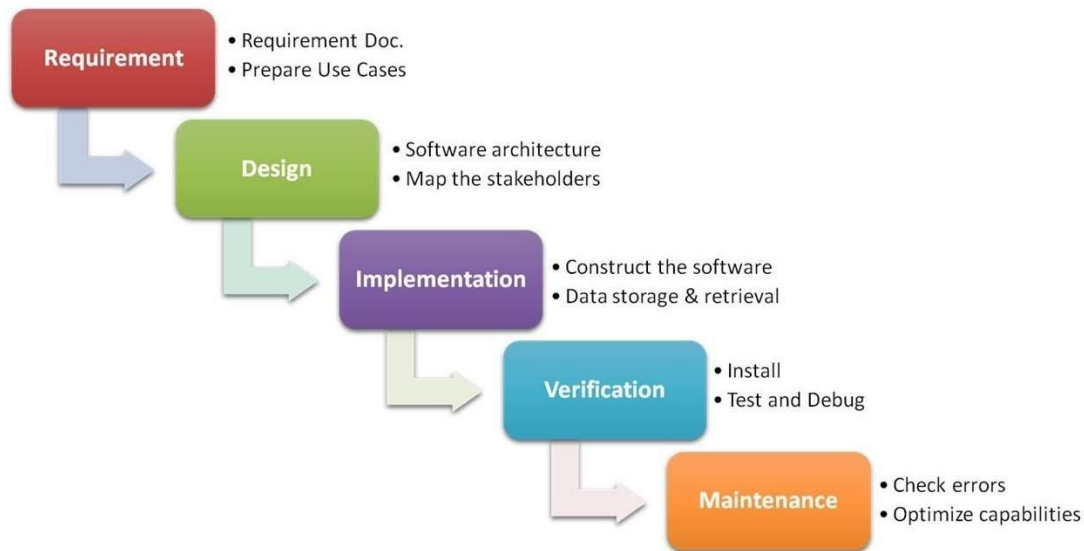 Requirement
• Requirement Doc.
• Prepare Use Cases
Design
• Software architecture
• Map the stakeholders
Implementation
• Construct the software
• Data storage & retrieval
Verification
• Install
• Test and Debug
Maintenance
• Check errors
• Optimize capabilities